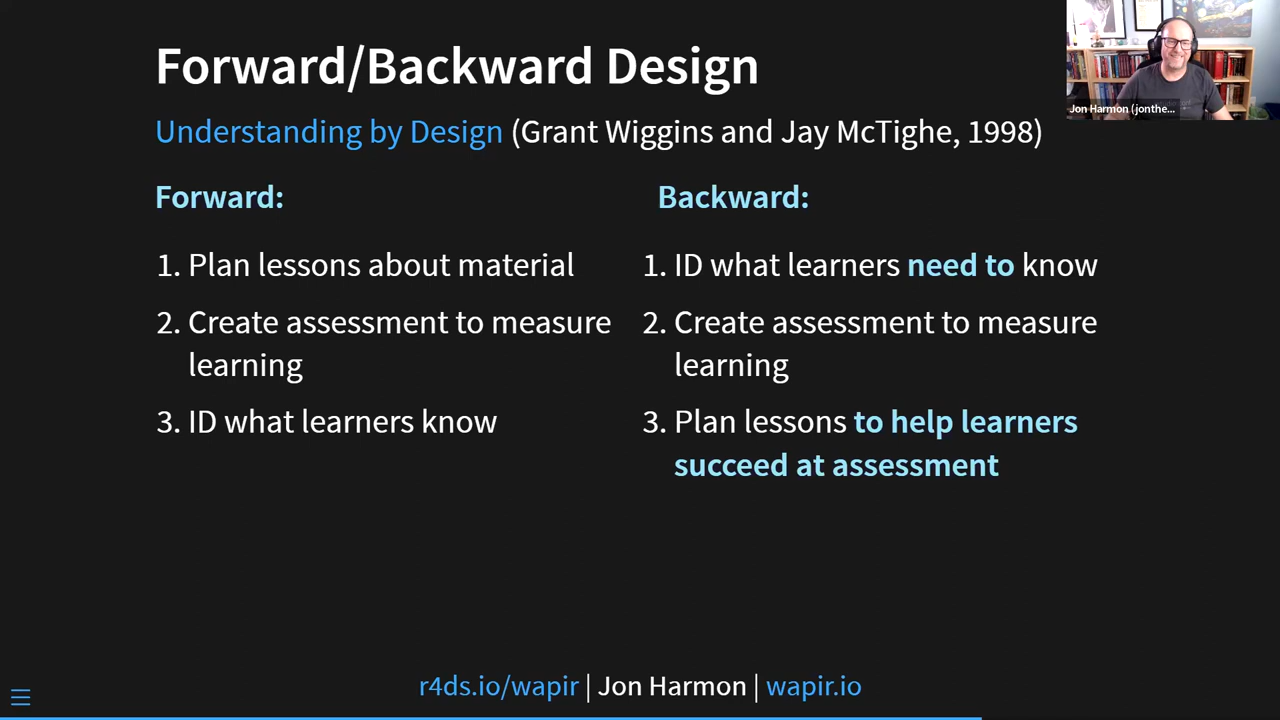 Forward/Backward Design
Jon Harmon (jonthe...
Understanding by Design (Grant Wiggins and Jay McTighe, 1998)
Forward:
1. Plan lessons about material
2. Create assessment to measure
learning
3. ID what learners know
Backward:
1. ID what learners need to know
2. Create assessment to measure
learning
3. Plan lessons to help learners
succeed at assessment
r4ds.io/wapir | Jon Harmon | wapir.io